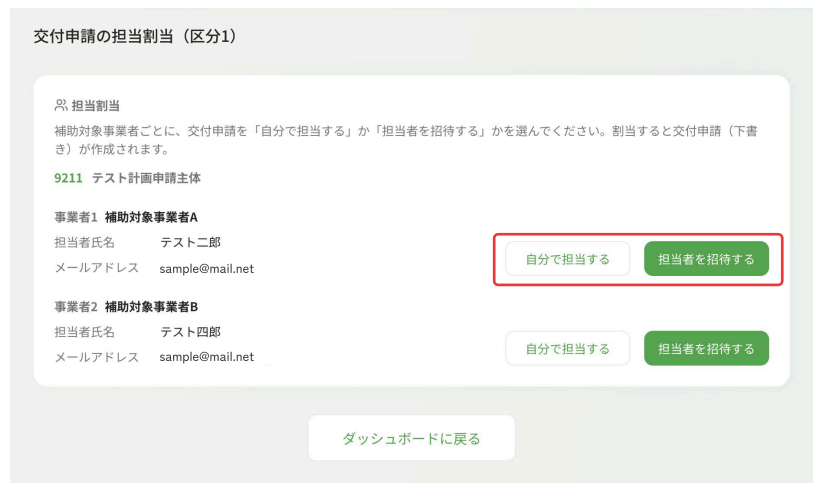 交付申請の担当割当（区分1）
担当割当
補助対象事業者ごとに、交付申請を「自分で担当する」か「担当者を招待する」かを選んでください。割当すると交付申請（下書
き）が作成されます。
9211 テスト計画申請主体
事業者1 補助対象事業者A
担当者氏名 テスト二郎
メールアドレス sample@mail.net
自分で担当する 担当者を招待する
事業者2 補助対象事業者B
担当者氏名 テスト四郎
メールアドレス sample@mail.net
自分で担当する 担当者を招待する
ダッシュボードに戻る